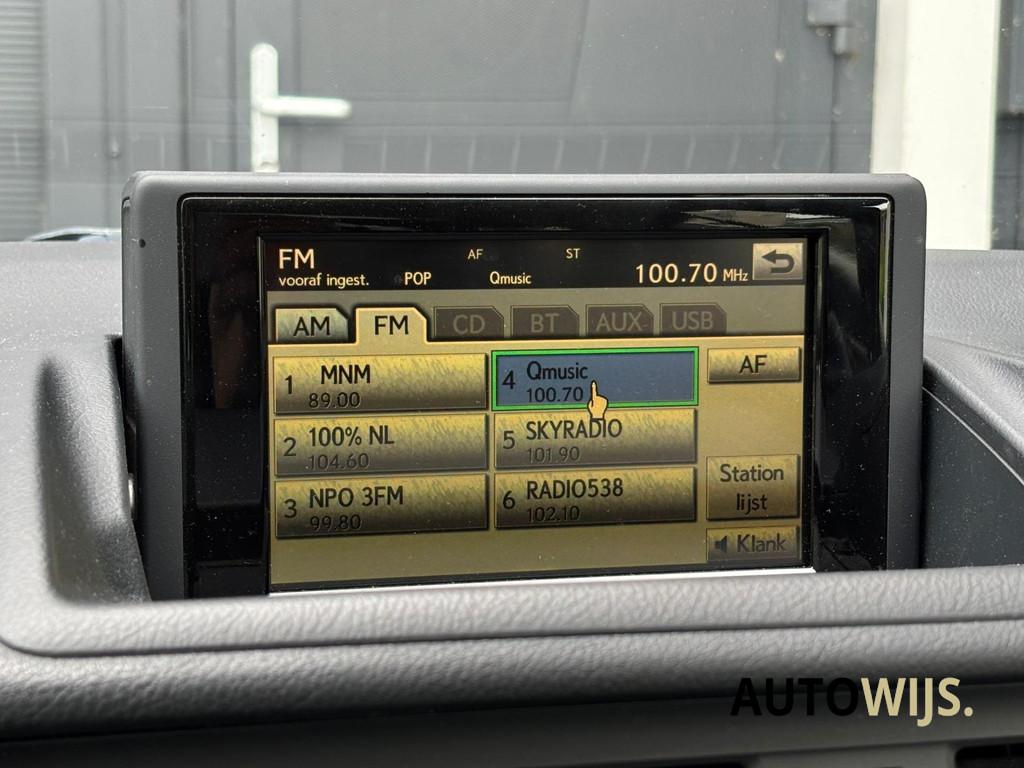 FM AF ST
vooraf ingest. POP Qmusic 100.70 MHz
AM FM CD BT AUX USB
1 MNM
89.00
4 Qmusic
100.70
AF
2 100% NL
104.60
5 SKYRADIO
101.90
3 NPO 3FM
99.80
6 RADIO538
102.10
Station
lijst
Klank
AUTOWIJS.